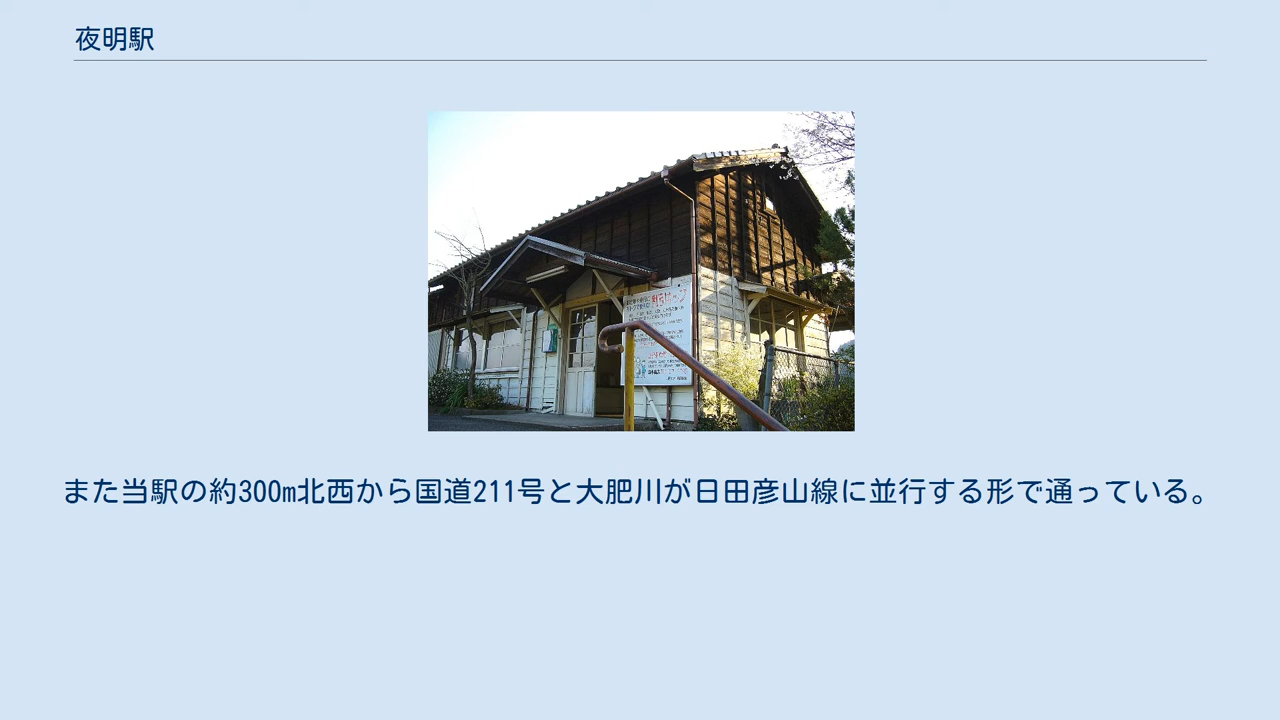 夜明駅
また当駅の約300m北西から国道211号と大肥川が日田彦山線に並行する形で通っている。